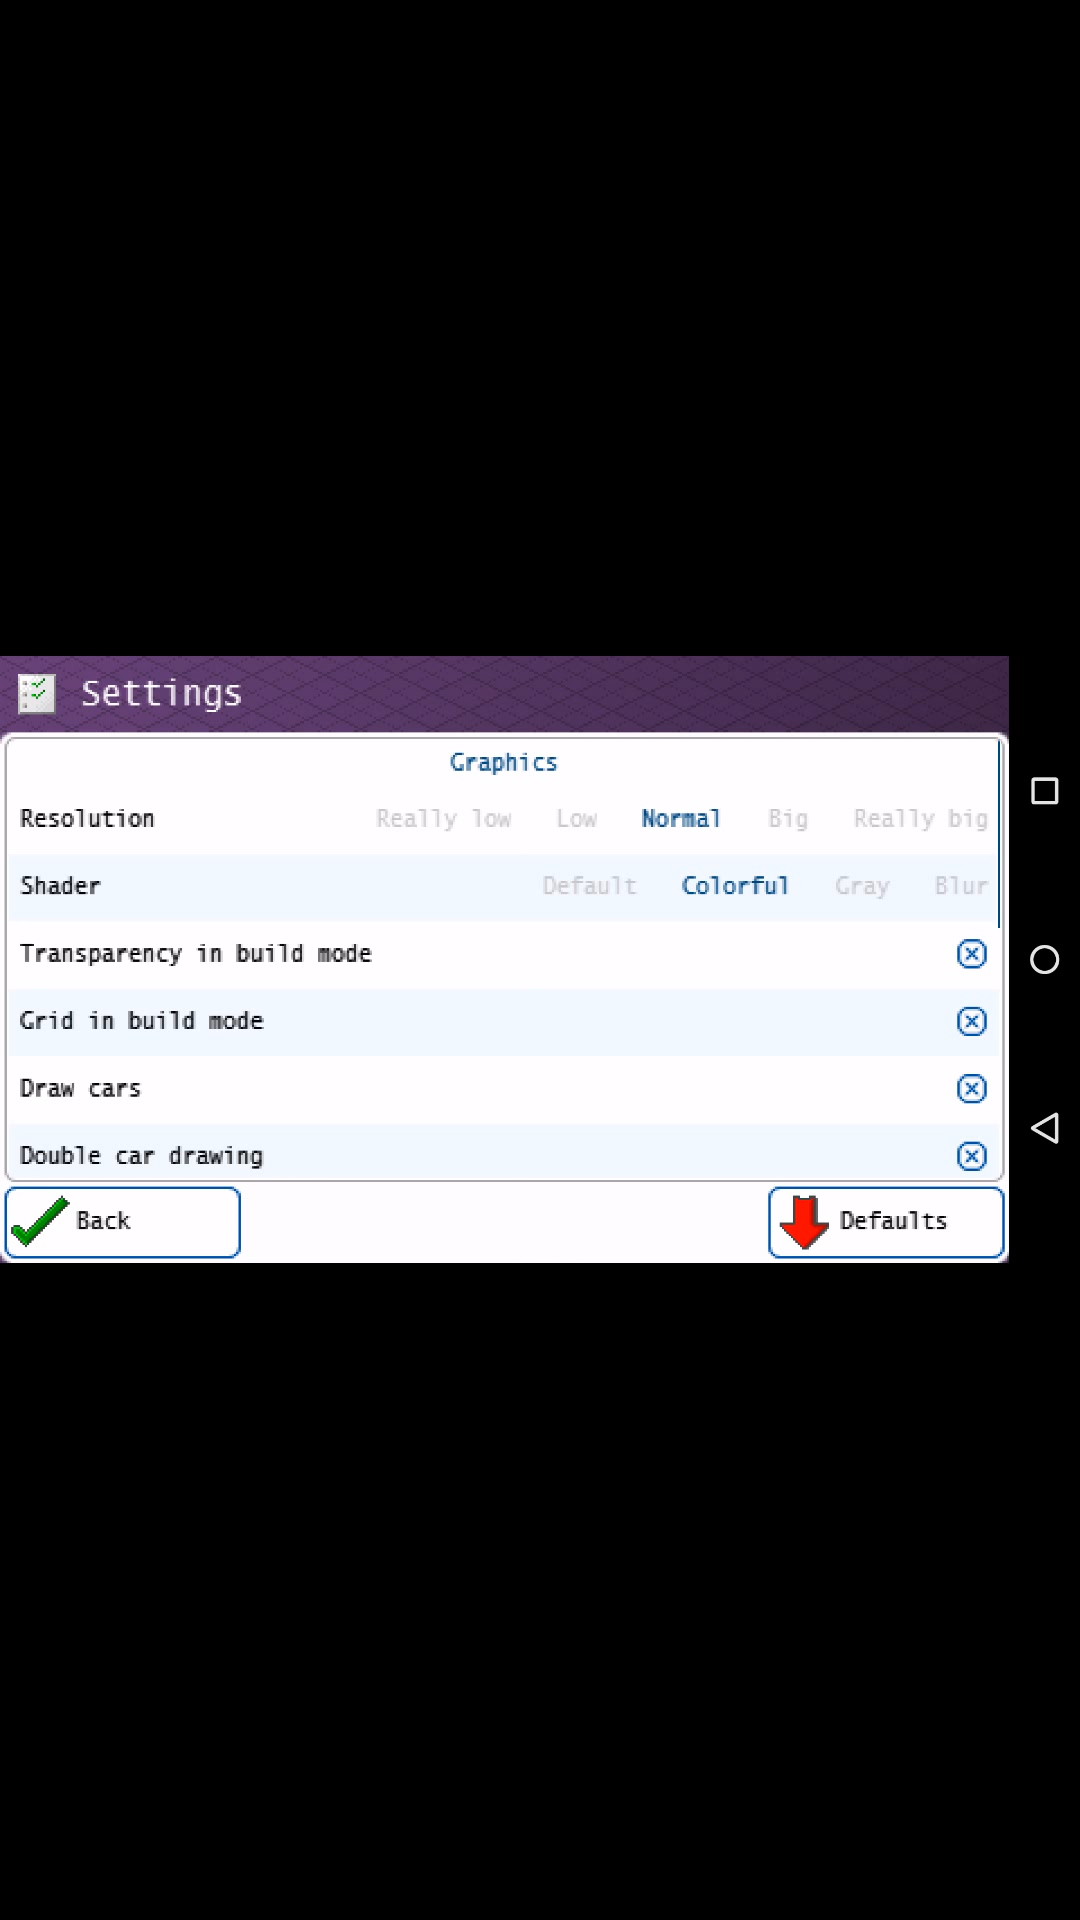 Settings
Graphics
Resolution Really low Low Normal Big Really big
Shader Default Colorful Gray Blur
Transparency in build mode
Grid in build mode
Draw cars
Double car drawing
Back Defaults